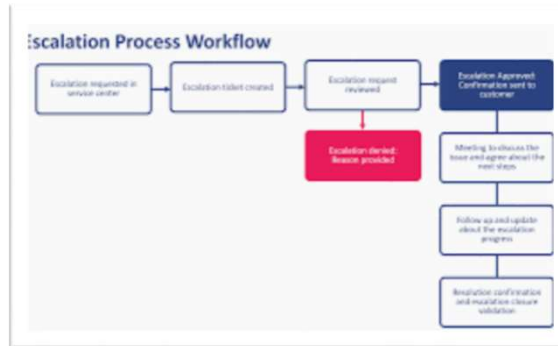 Escalation Process Workflow
Escalation requested in
service center
Escalation ticket created
Escalation request
reviewed
Escalation Approved:
Confirmation sent to
customer
Escalation denied:
Reason provided
Meeting to discuss the
issue and agree about the
next steps
Follow up and update
about the escalation
progress
Resolution confirmation
and escalation closure
validation